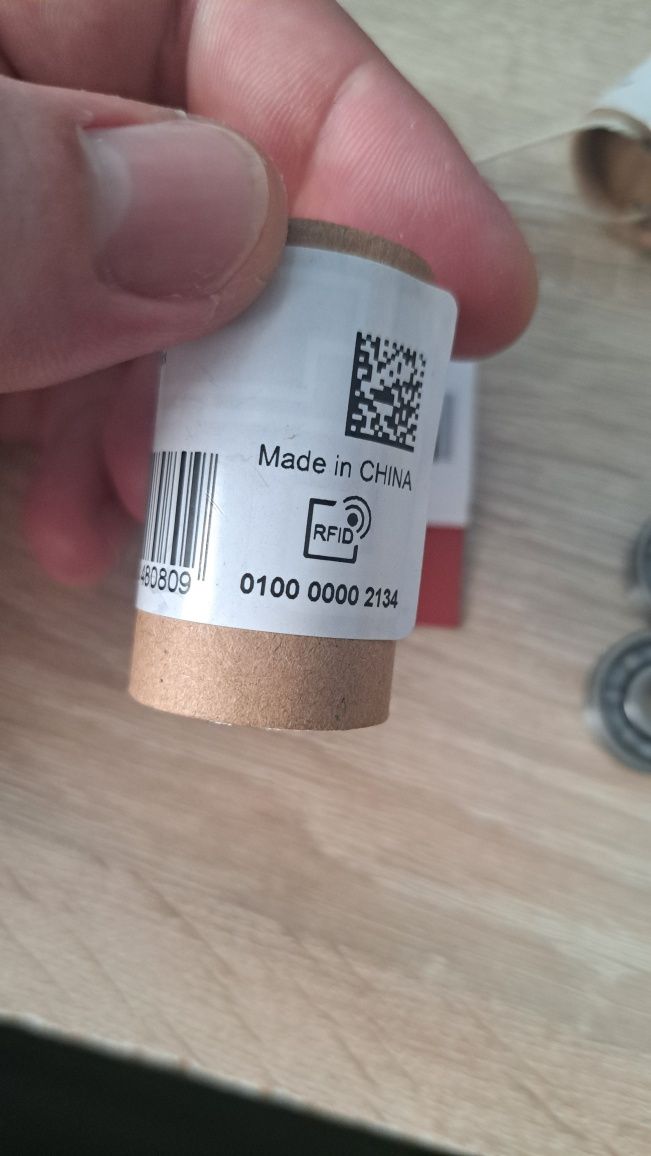 Made in CHINA
RFID
480809
0100 0000 2134